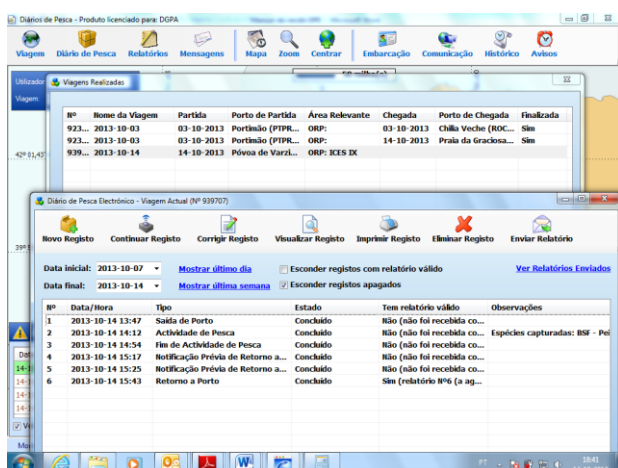 Diários de Pesca - Produto licenciado para: DGPA
Viagem Diário de Pesca Relatórios Mensagens Mapa Zoom Centrar Embarcação Comunicação Histórico Avisos
Utilizador
Viagens Realizadas
Viagem
Nº Nome da Viagem Partida Porto de Partida Área Relevante Chegada Porto de Chegada Finalizada
923... 2013-10-03 03-10-2013 Portimão (PTPR... ORP: 03-10-2013 Chilia Veche (ROC... Sim
923... 2013-10-03 03-10-2013 Portimão (PTPR... ORP: 14-10-2013 Praia da Graciosa... Sim
939... 2013-10-14 14-10-2013 Póvoa de Varzi... ORP: ICES IX
42º 01,43'
Diário de Pesca Electrónico - Viagem Actual (Nº 939707)
Novo Registo Continuar Registo Corrigir Registo Visualizar Registo Imprimir Registo Eliminar Registo Enviar Relatório
Data inicial: 2013-10-07 Mostrar último dia Esconder registos com relatório válido Ver Relatórios Enviados
Data final: 2013-10-14 Mostrar última semana Esconder registos apagados
Nº Data/Hora Tipo Estado Tem relatório válido Observações
1 2013-10-14 13:47 Saída de Porto Concluído Não (não foi recebida co...
2 2013-10-14 14:12 Actividade de Pesca Concluído Não (não foi recebida co... Espécies capturadas: BSF - Pei
3 2013-10-14 14:54 Fim de Actividade de Pesca Concluído Não (não foi recebida co...
4 2013-10-14 15:17 Notificação Prévia de Retorno a... Concluído Não (não foi recebida co...
5 2013-10-14 15:25 Notificação Prévia de Retorno a... Concluído Não (não foi recebida co...
6 2013-10-14 15:43 Retorno a Porto Concluído Sim (relatório Nº6 (a ag...
PT 18:41